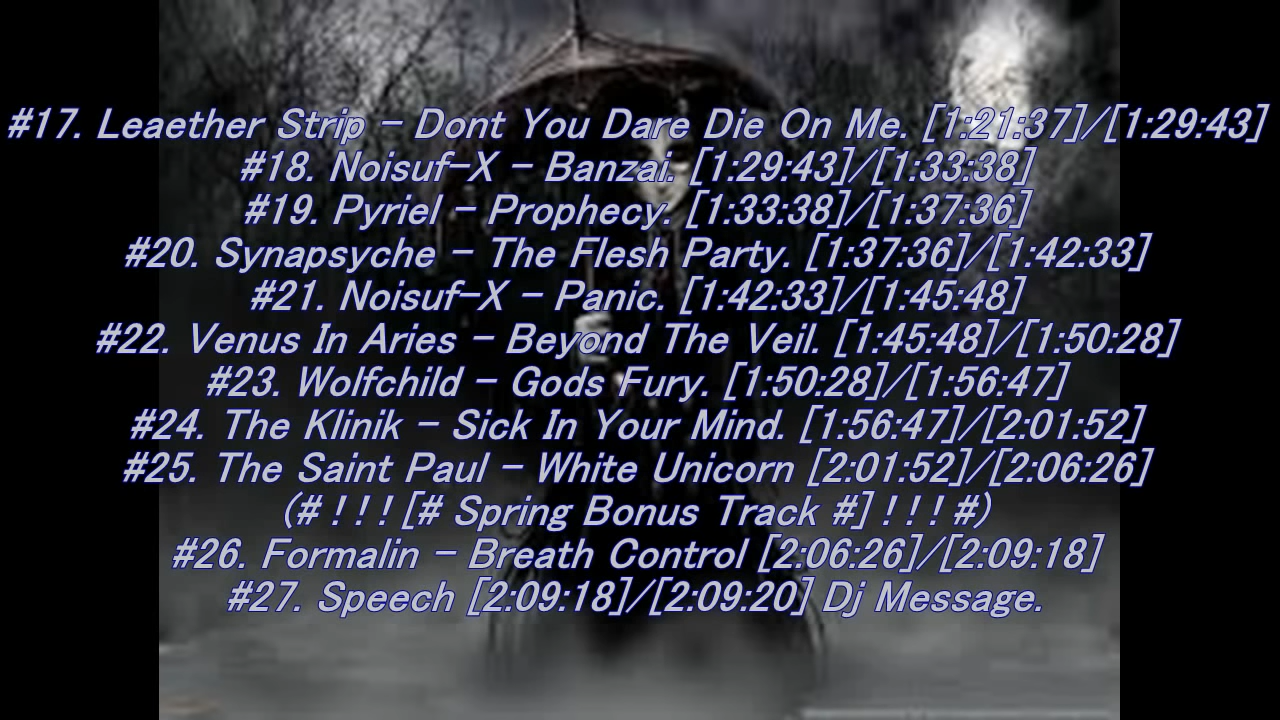 #17. Leaether Strip - Dont You Dare Die On Me. [1:21:37]/[1:29:43]
#18. Noisuf-X - Banzai. [1:29:43]/[1:33:38]
#19. Pyriel - Prophecy. [1:33:38]/[1:37:36]
#20. Synapsyche - The Flesh Party. [1:37:36]/[1:42:33]
#21. Noisuf-X - Panic. [1:42:33]/[1:45:48]
#22. Venus In Aries - Beyond The Veil. [1:45:48]/[1:50:28]
#23. Wolfchild - Gods Fury. [1:50:28]/[1:56:47]
#24. The Klinik - Sick In Your Mind. [1:56:47]/[2:01:52]
#25. The Saint Paul - White Unicorn [2:01:52]/[2:06:26]
(# ! ! ! [# Spring Bonus Track #] ! ! ! #)
#26. Formalin - Breath Control [2:06:26]/[2:09:18]
#27. Speech [2:09:18]/[2:09:20] Dj Message.